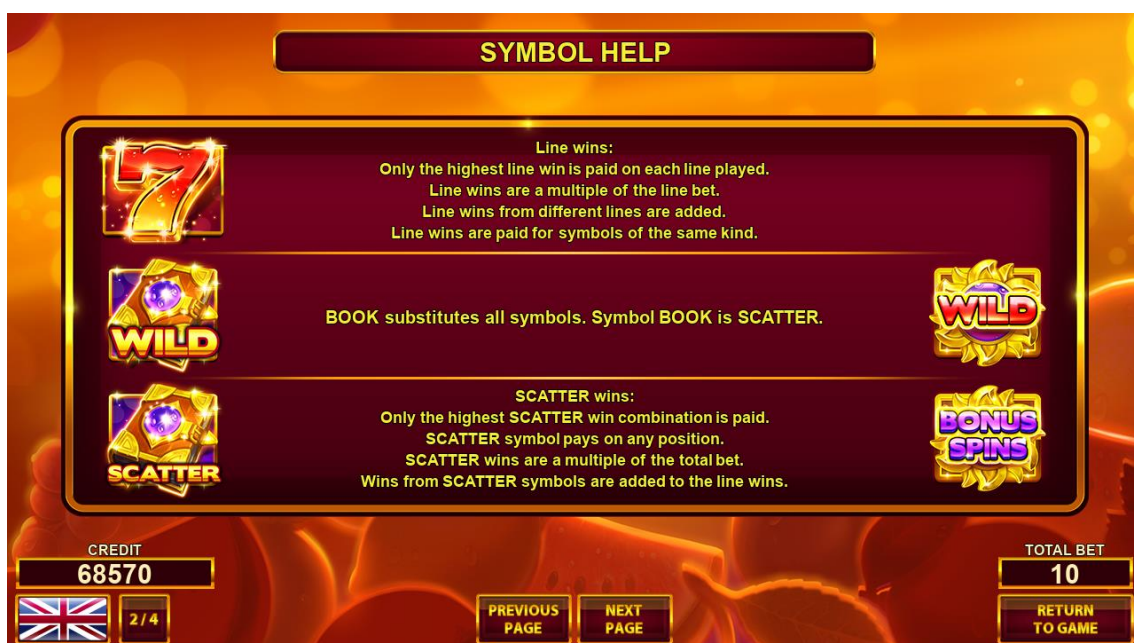 SYMBOL HELP
Line wins:
Only the highest line win is paid on each line played.
Line wins are a multiple of the line bet.
Line wins from different lines are added.
Line wins are paid for symbols of the same kind.
WILD
BOOK substitutes all symbols. Symbol BOOK is SCATTER.
WILD
SCATTER
SCATTER wins:
Only the highest SCATTER win combination is paid.
SCATTER symbol pays on any position.
SCATTER wins are a multiple of the total bet.
Wins from SCATTER symbols are added to the line wins.
BONUS
SPINS
CREDIT
68570
2/4
PREVIOUS
PAGE
NEXT
PAGE
TOTAL BET
10
RETURN
TO GAME